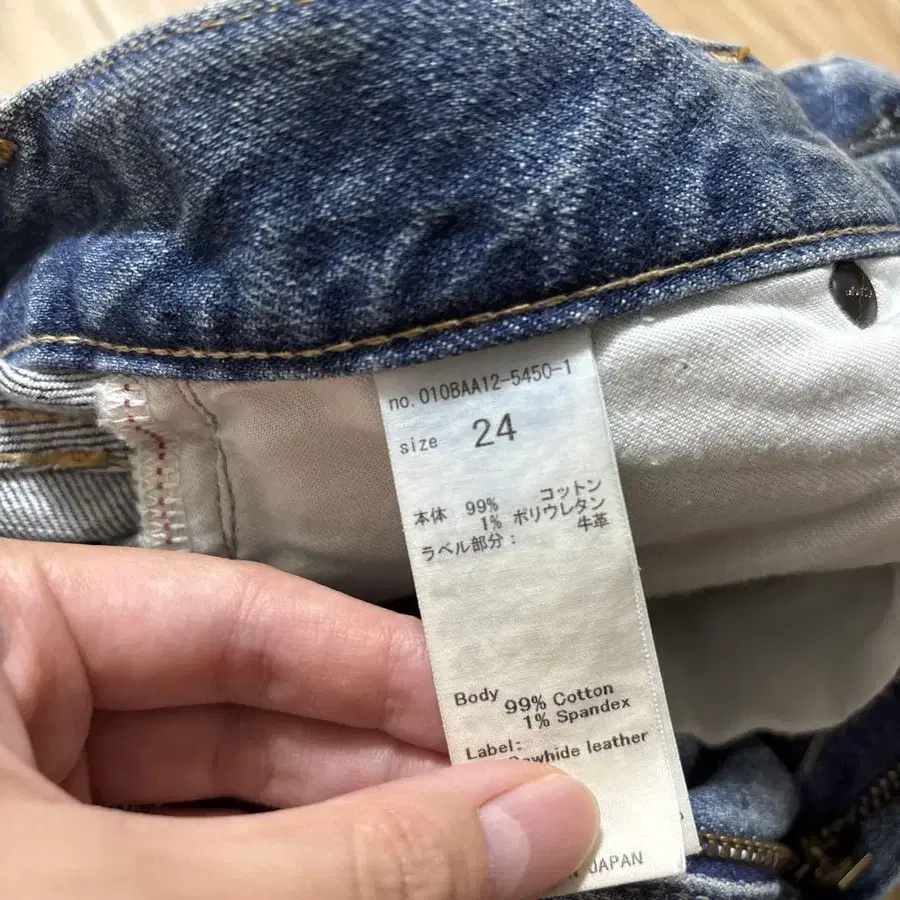 no. 010BAA12-5450-1
size 24
本体 99% コットン
1% ポリウレタン
ラベル部分: 牛革
Body 99% Cotton
1% Spandex
Label:
leather
JAPAN